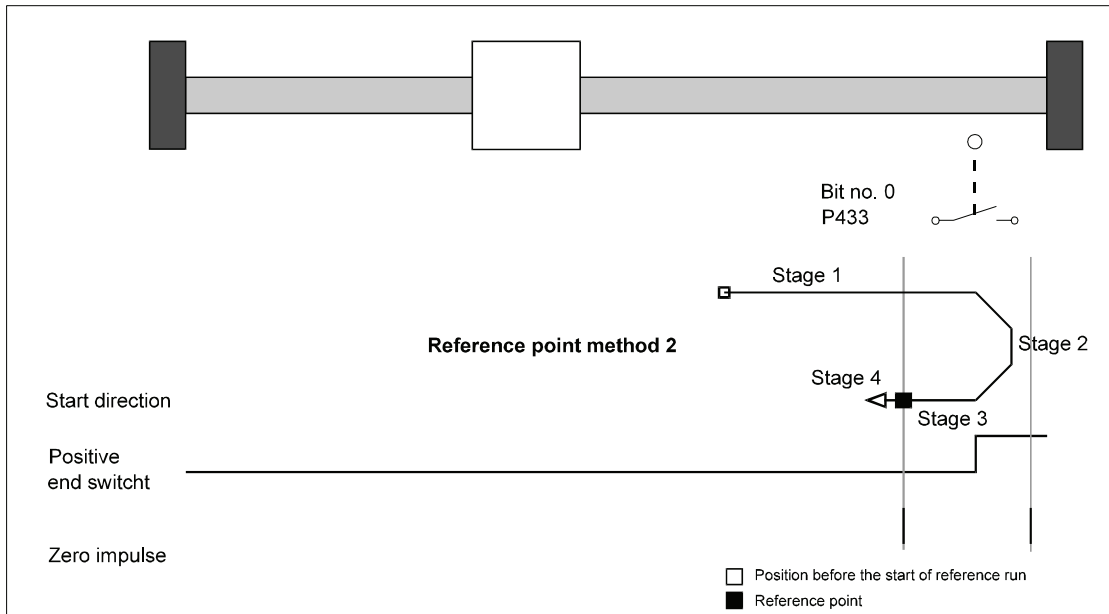 Bit no. 0
P433
Stage 1
Reference point method 2
Stage 2
Stage 4
Start direction
Stage 3
Positive
end switcht
Zero impulse
Position before the start of reference run
Reference point